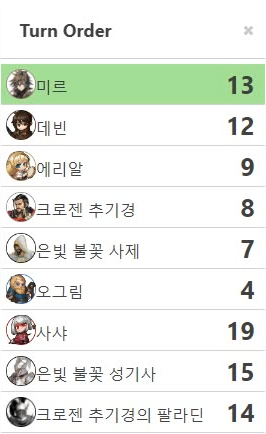 Turn Order ×
미르 13
데빈 12
에리알 9
크로젠 추기경 8
은빛 불꽃 사제 7
오그림 4
사샤 19
은빛 불꽃 성기사 15
크로젠 추기경의 팔라딘 14